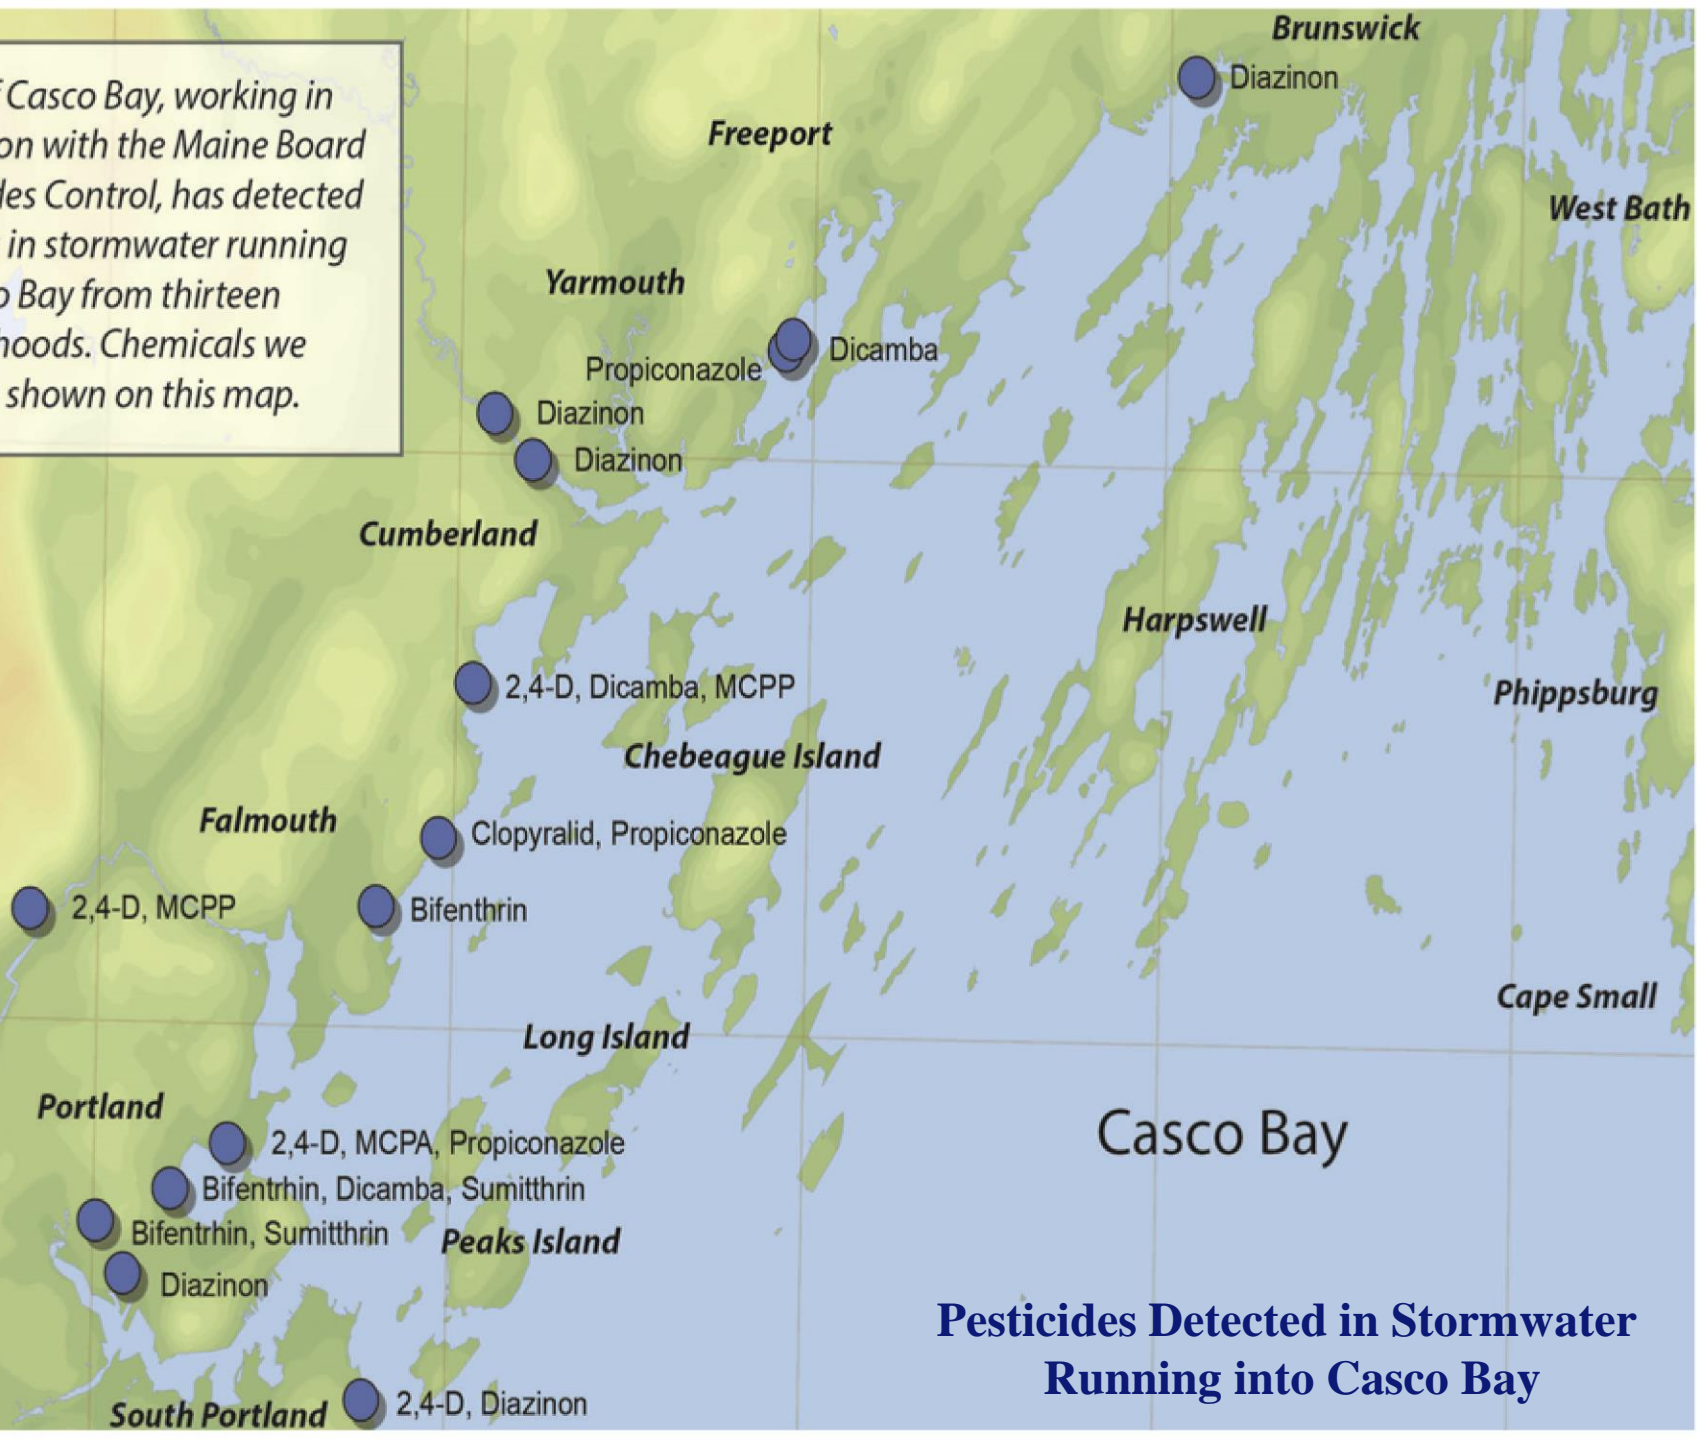 Casco Bay, working in
on with the Maine Board
des Control, has detected
in stormwater running
Bay from thirteen
hoods. Chemicals we
shown on this map.
Brunswick
Diazinon
Freeport
West Bath
Yarmouth
Dicamba
Propiconazole
Diazinon
Diazinon
Cumberland
Harpswell
2,4-D, Dicamba, MCPP
Phippsburg
Chebeague Island
Falmouth
Clopyralid, Propiconazole
2,4-D, MCPP
Bifenthrin
Cape Small
Long Island
Portland
Casco Bay
2,4-D, MCPA, Propiconazole
Bifentrhin, Dicamba, Sumitthrin
Bifentrhin, Sumitthrin
Peaks Island
Diazinon
Pesticides Detected in Stormwater
Running into Casco Bay
2,4-D, Diazinon
South Portland